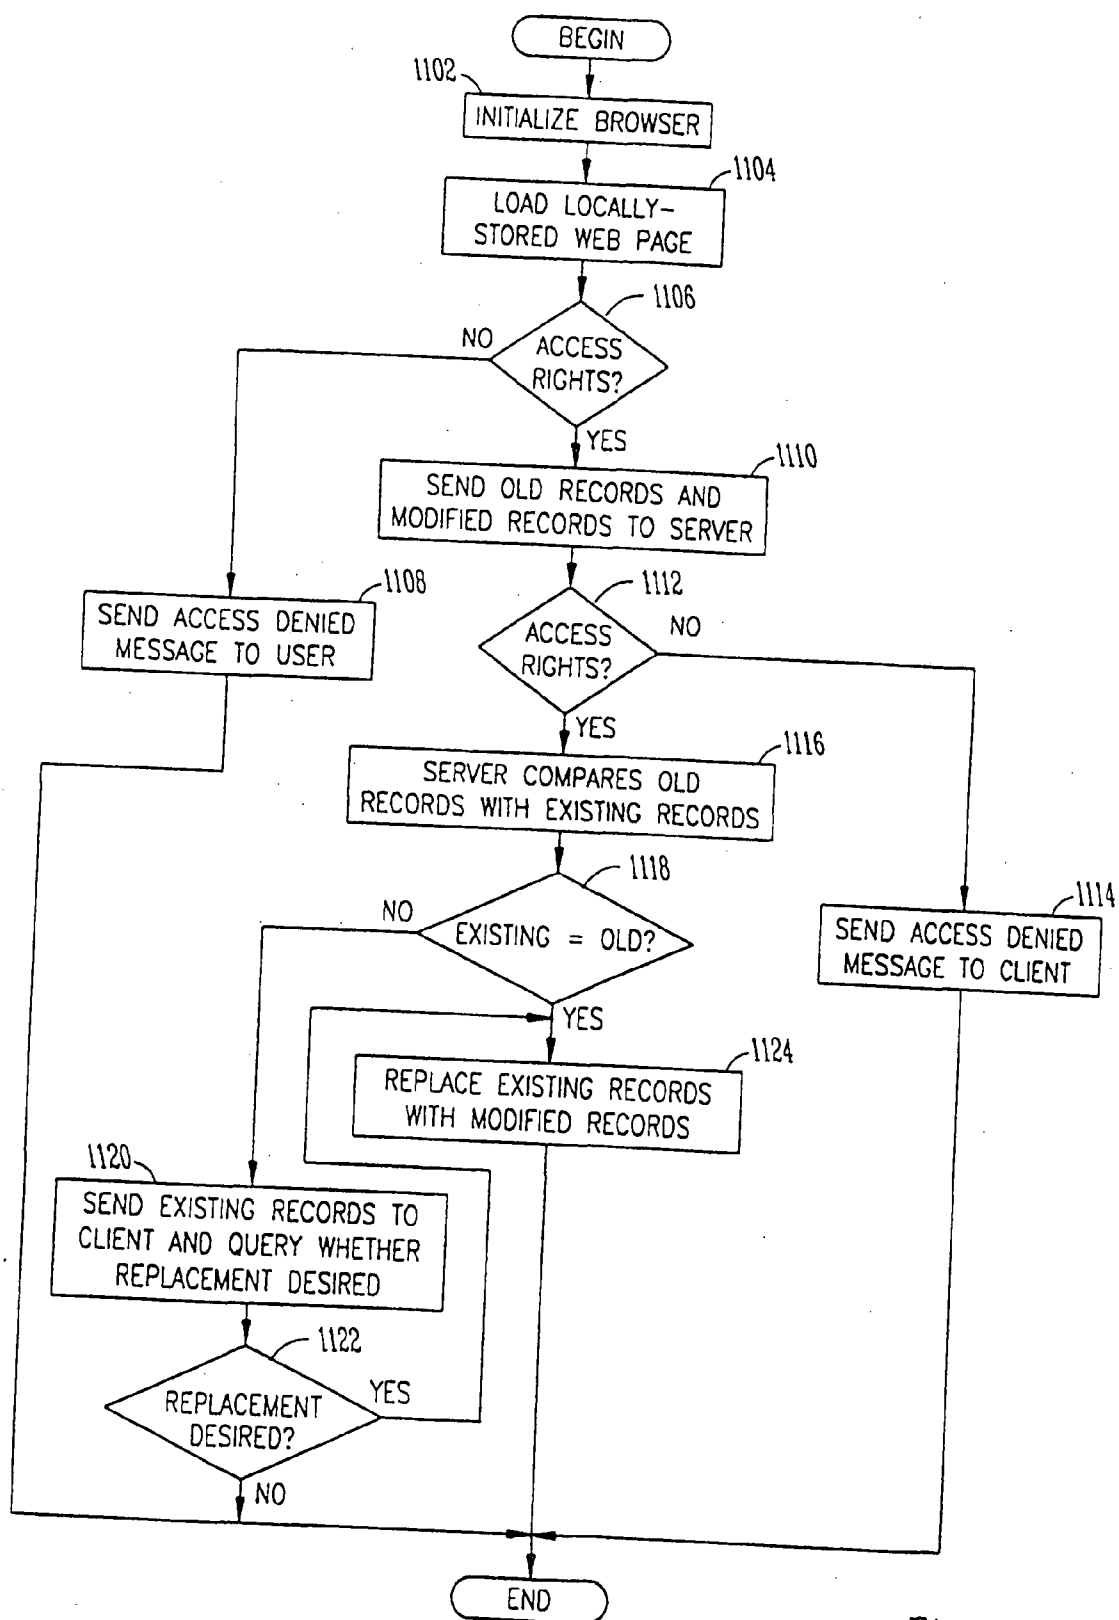 BEGIN
1102
INITIALIZE BROWSER
1104
LOAD LOCALLY-
STORED WEB PAGE
1106
NO
ACCESS
RIGHTS?
YES
1110
SEND OLD RECORDS AND
MODIFIED RECORDS TO SERVER
1108
SEND ACCESS DENIED
MESSAGE TO USER
1112
ACCESS
RIGHTS?
NO
YES
1116
SERVER COMPARES OLD
RECORDS WITH EXISTING RECORDS
1118
NO
EXISTING = OLD?
YES
1114
SEND ACCESS DENIED
MESSAGE TO CLIENT
1124
REPLACE EXISTING RECORDS
WITH MODIFIED RECORDS
1120
SEND EXISTING RECORDS TO
CLIENT AND QUERY WHETHER
REPLACEMENT DESIRED
1122
REPLACEMENT
DESIRED?
YES
NO
END